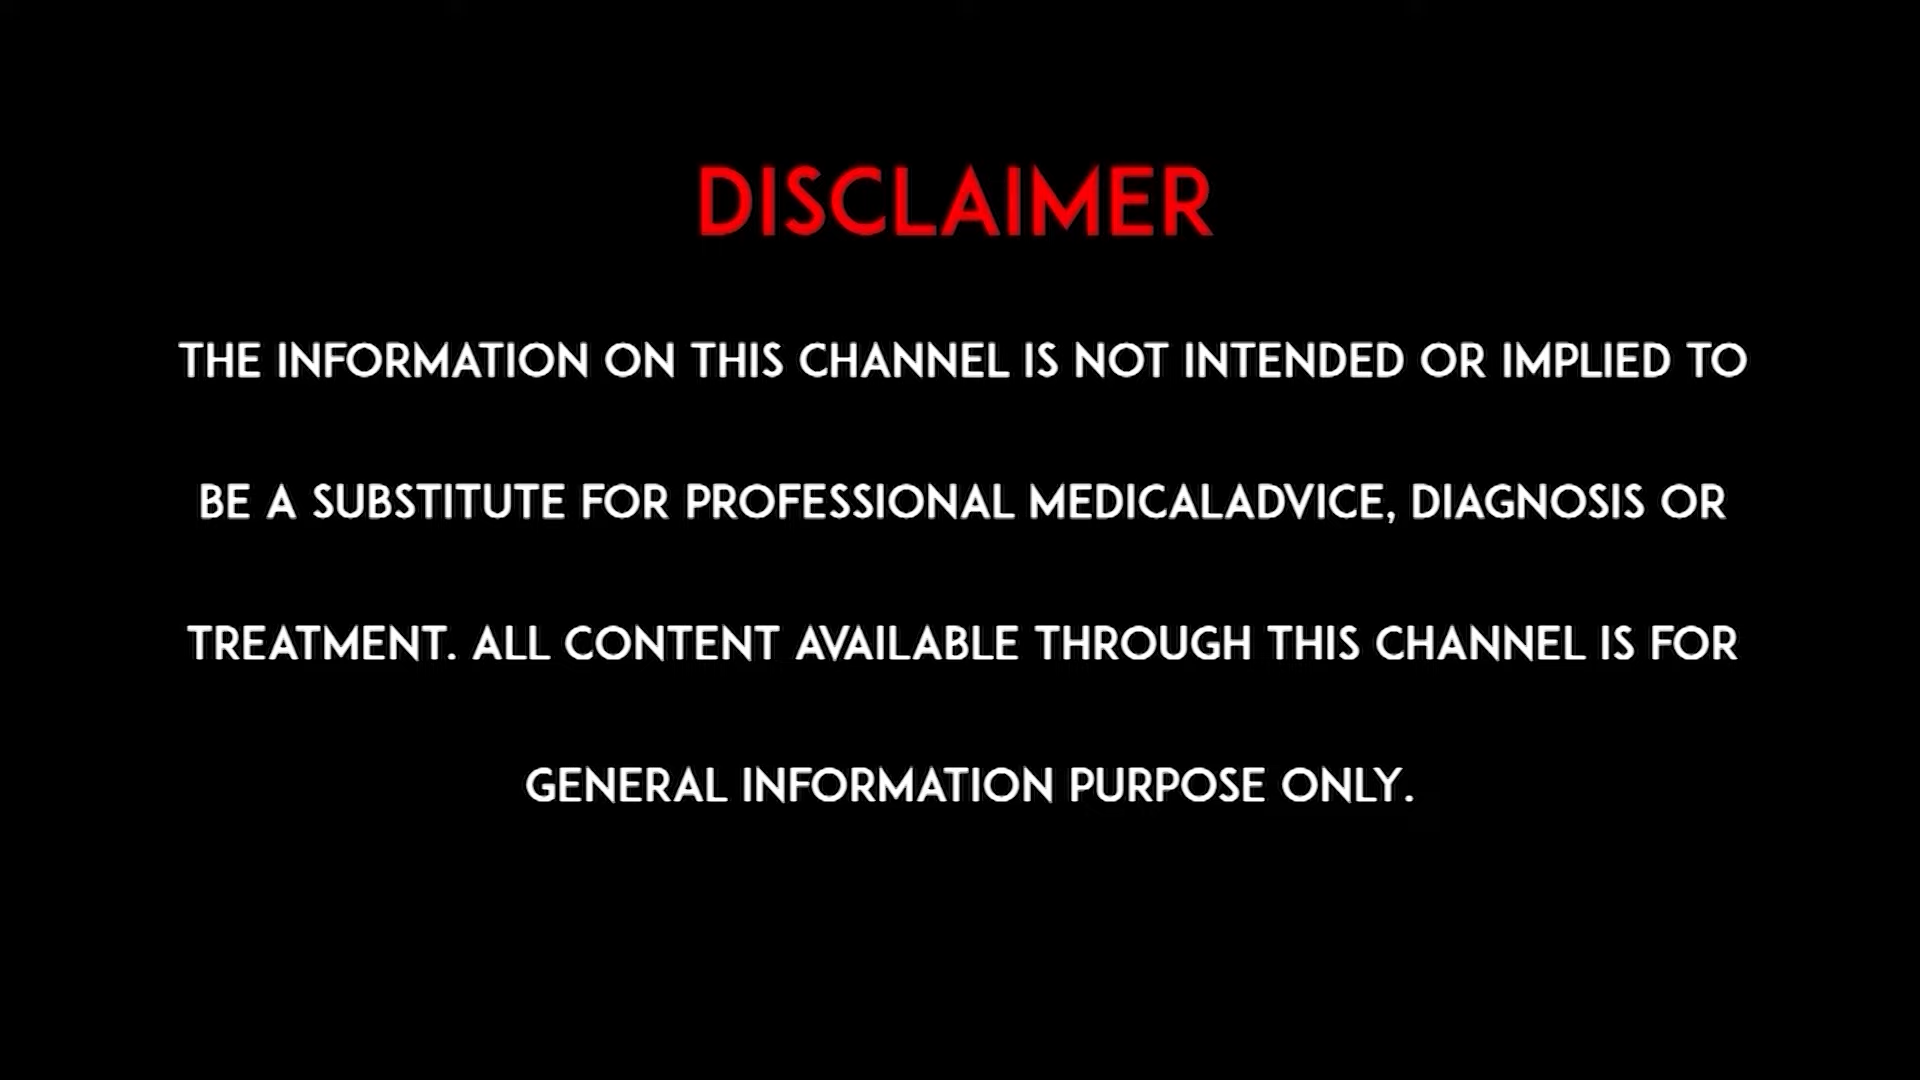 DISCLAIMER
THE INFORMATION ON THIS CHANNEL IS NOT INTENDED OR IMPLIED TO
BE A SUBSTITUTE FOR PROFESSIONAL MEDICALADVICE, DIAGNOSIS OR
TREATMENT. ALL CONTENT AVAILABLE THROUGH THIS CHANNEL IS FOR
GENERAL INFORMATION PURPOSE ONLY.